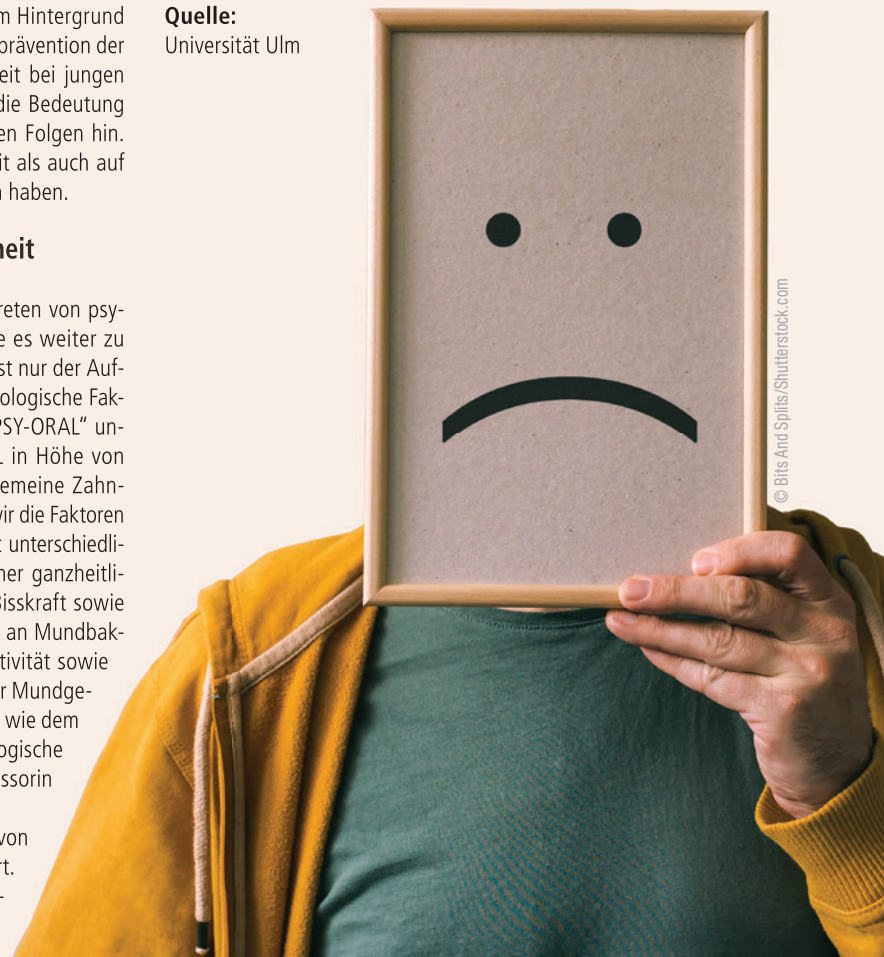 m Hintergrund
prävention der
eit bei jungen
die Bedeutung
en Folgen hin.
it als auch auf
haben.
heit
reten von psy-
e es weiter zu
st nur der Auf-
ologische Fak-
PSY-ORAL“ un-
in Höhe von
emeine Zahn-
wir die Faktoren
t unterschiedli-
ner ganzheitli-
Bisskraft sowie
an Mundbak-
tivität sowie
r Mundge-
wie dem
ogische
ssorin
von
rt.
-
Quelle:
Universität Ulm
© Bits And Splits/Shutterstock.com